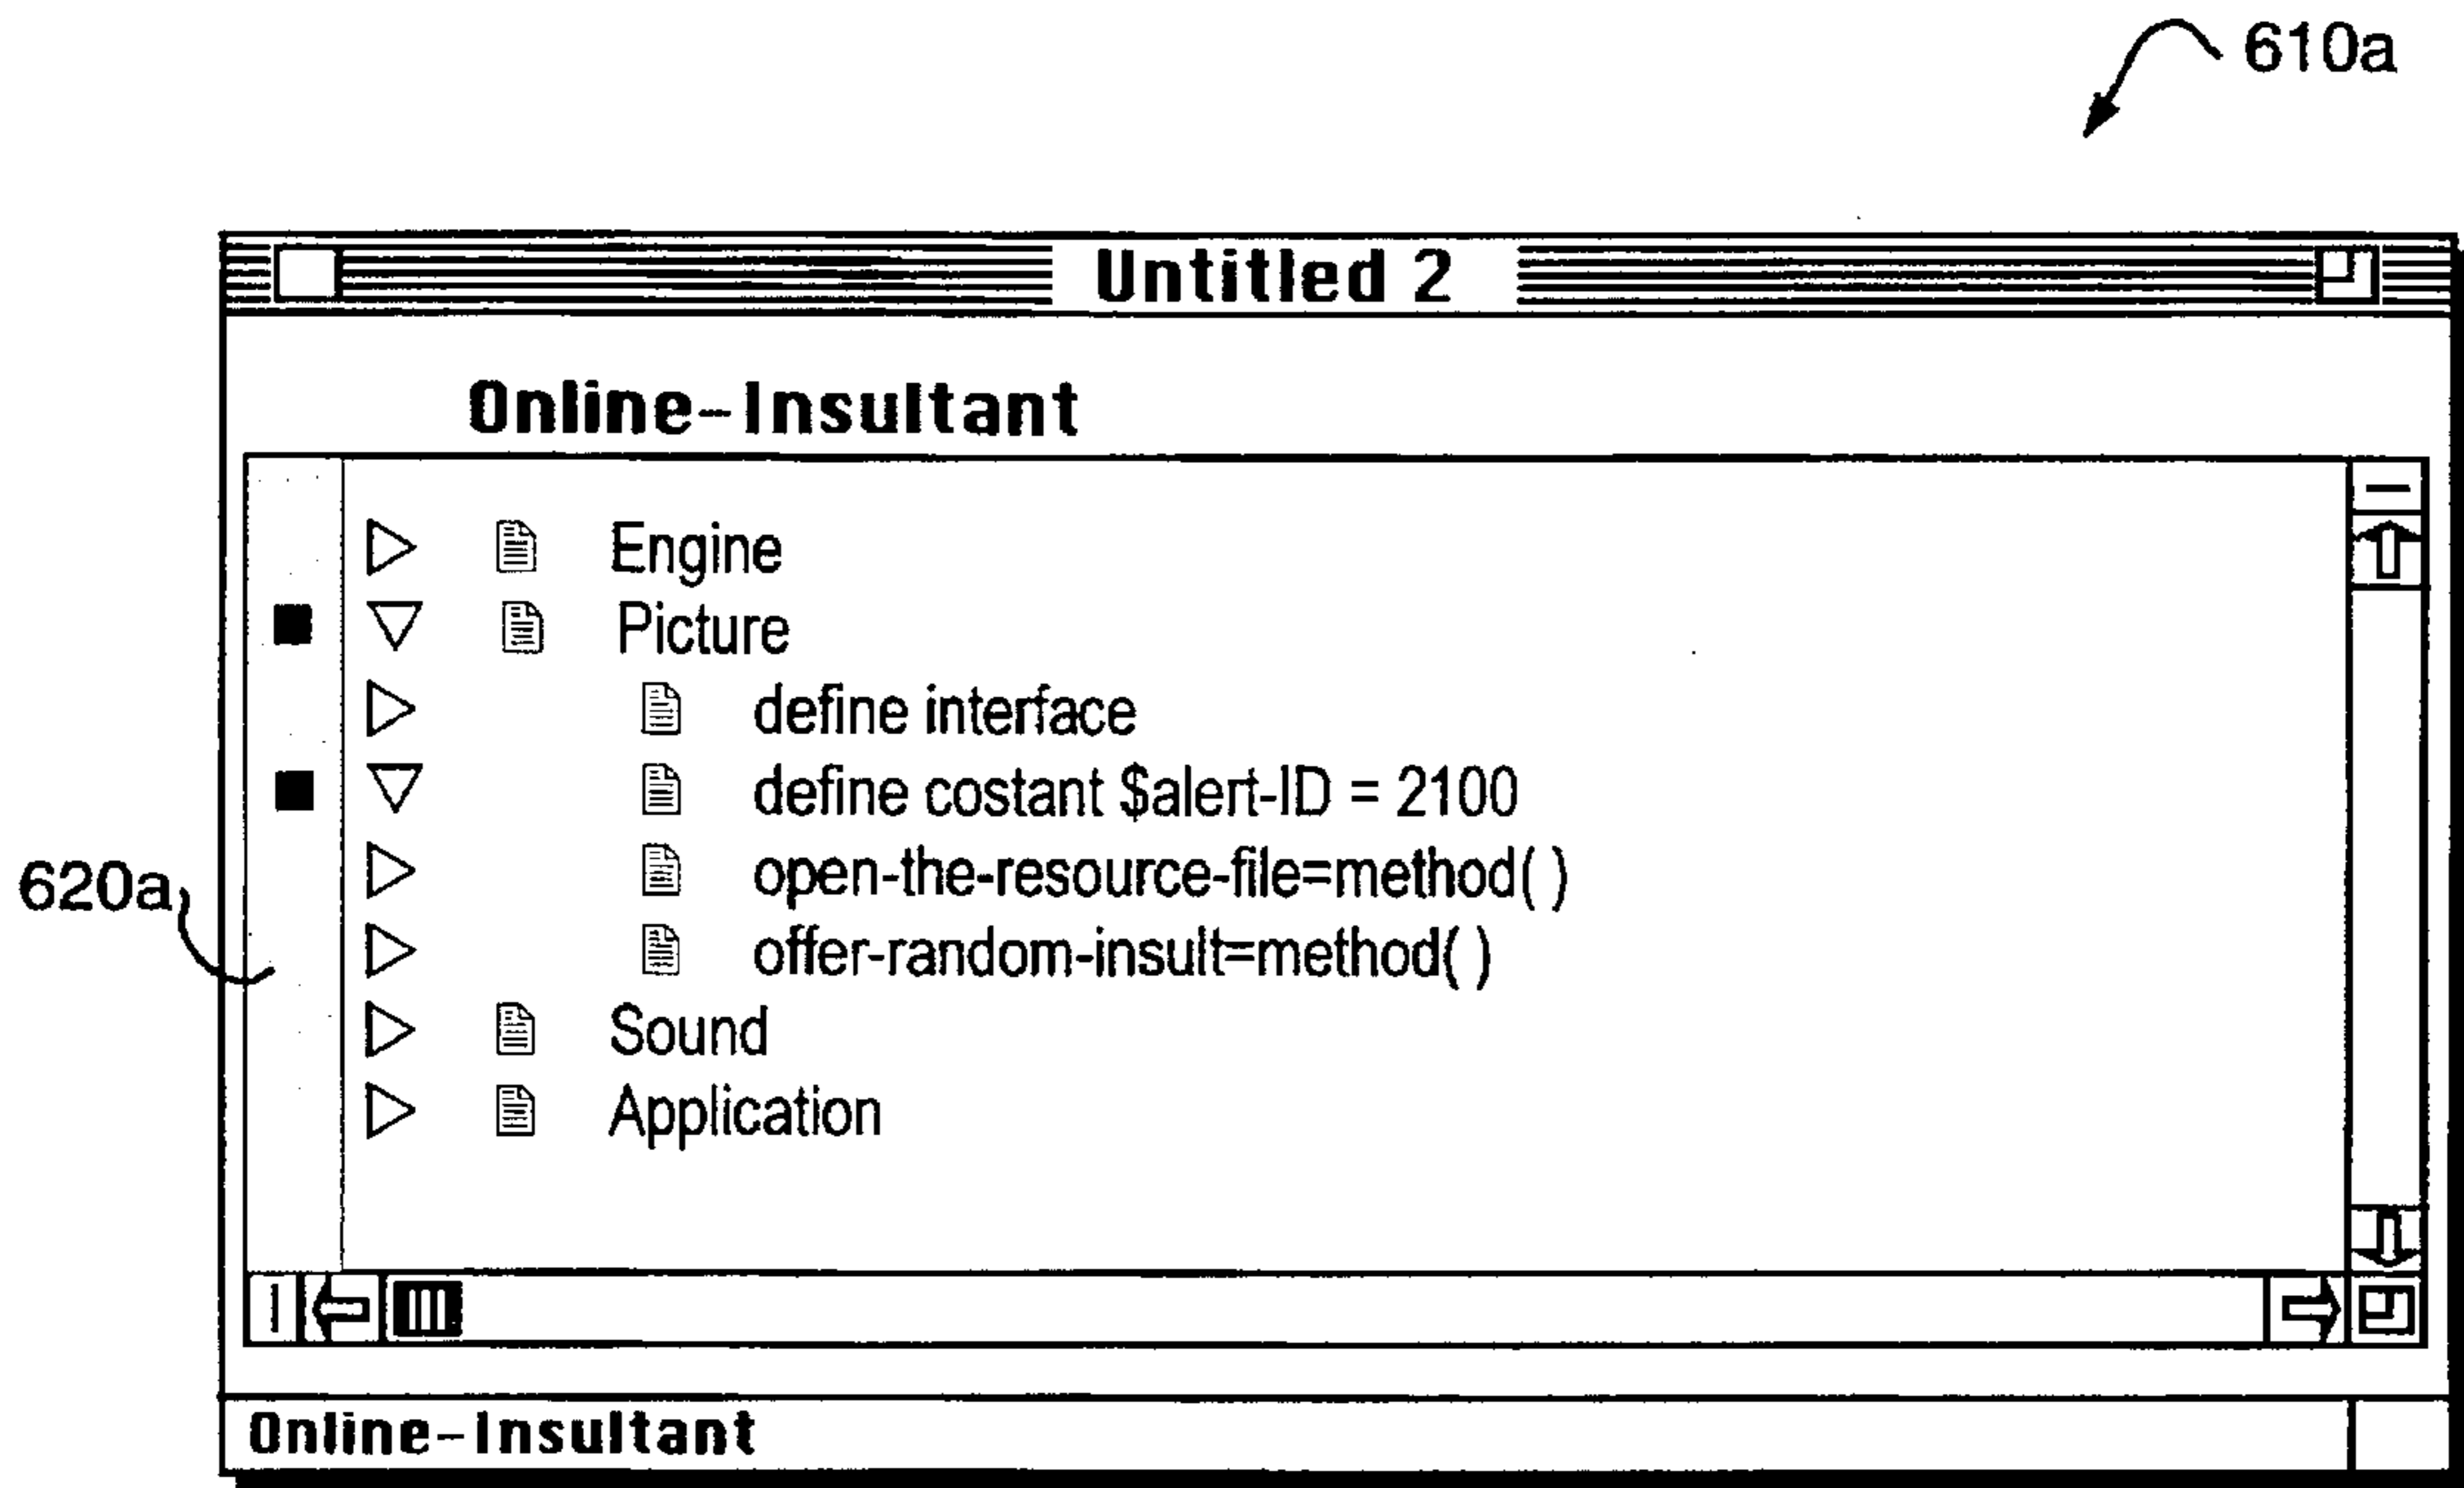 610a
Untitled 2
Online-Insultant
Engine
Picture
define interface
define costant $alert-ID = 2100
open-the-resource-file=method( )
620a
offer-random-insult=method( )
Sound
Application
Online-Insultant